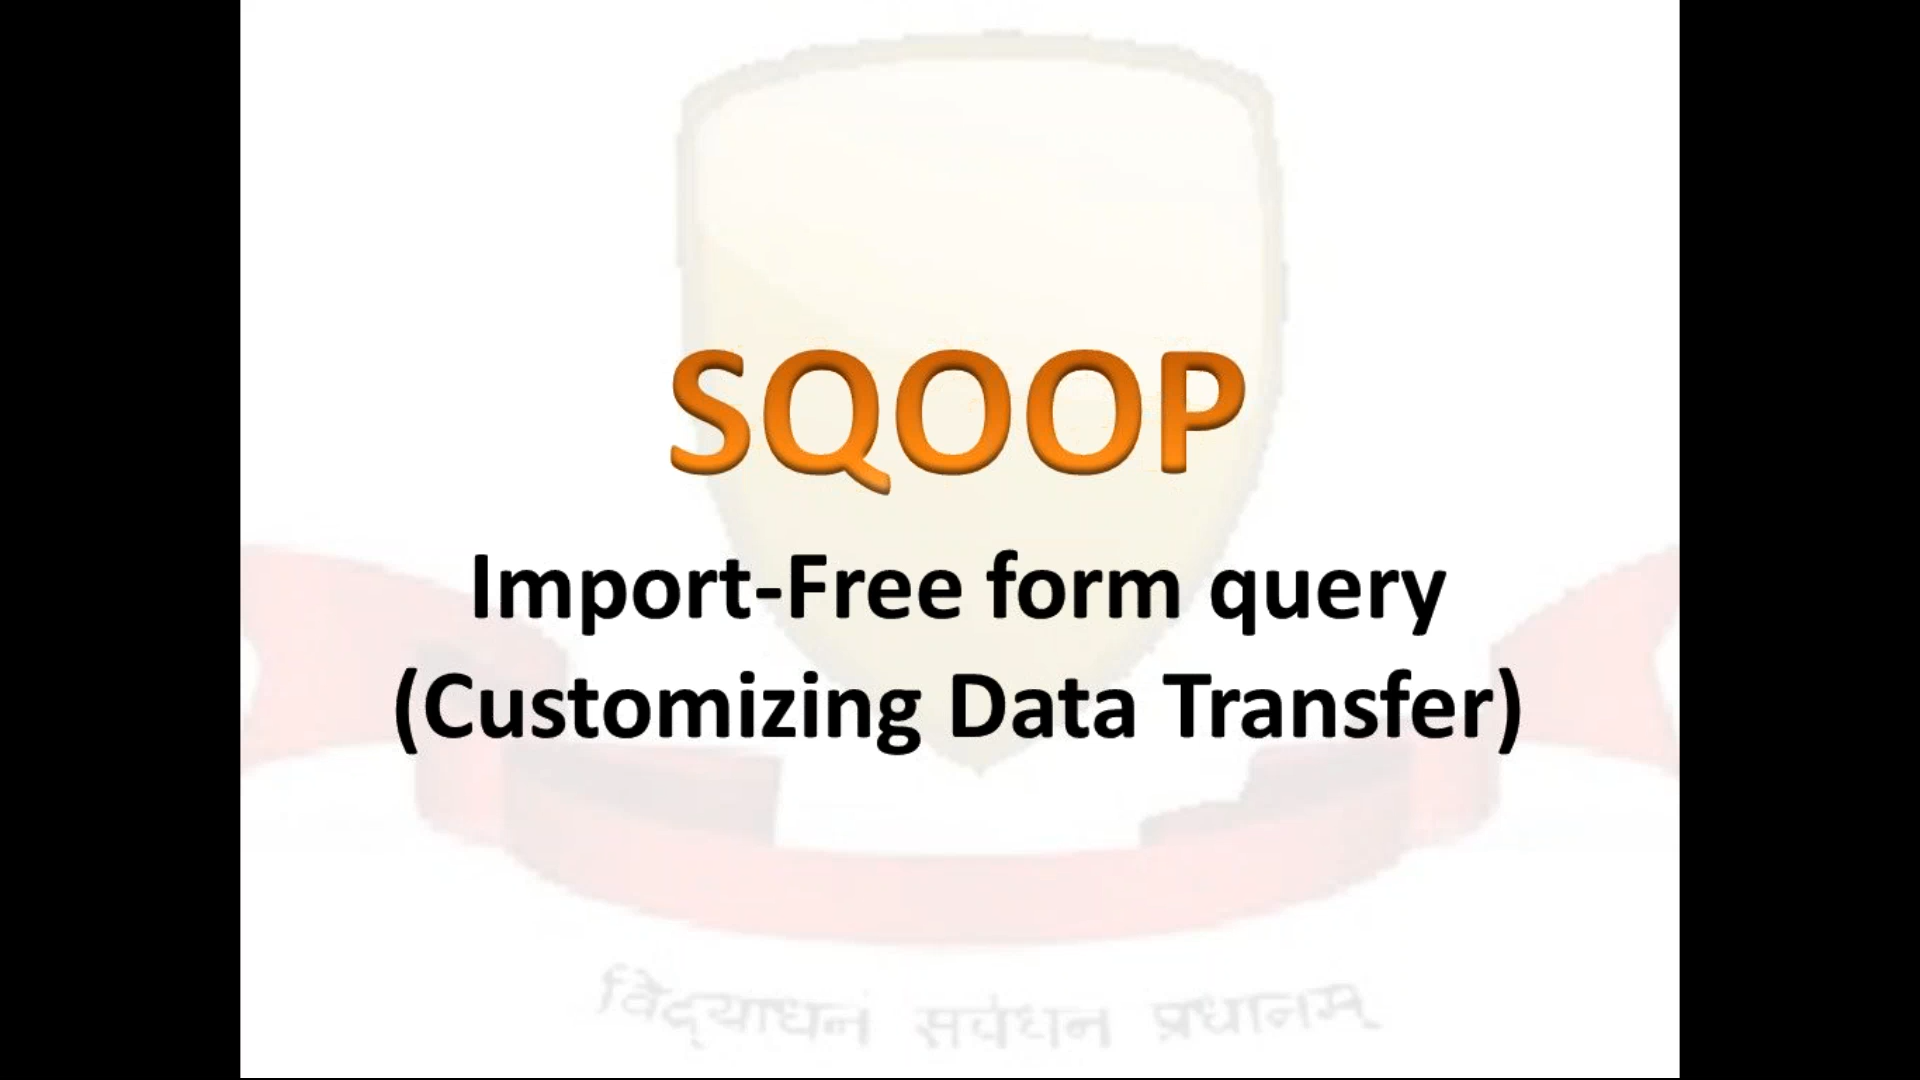 SQOOP
Import-Free form query
(Customizing Data Transfer)
विद्याधनं सर्वधन प्रधानम्